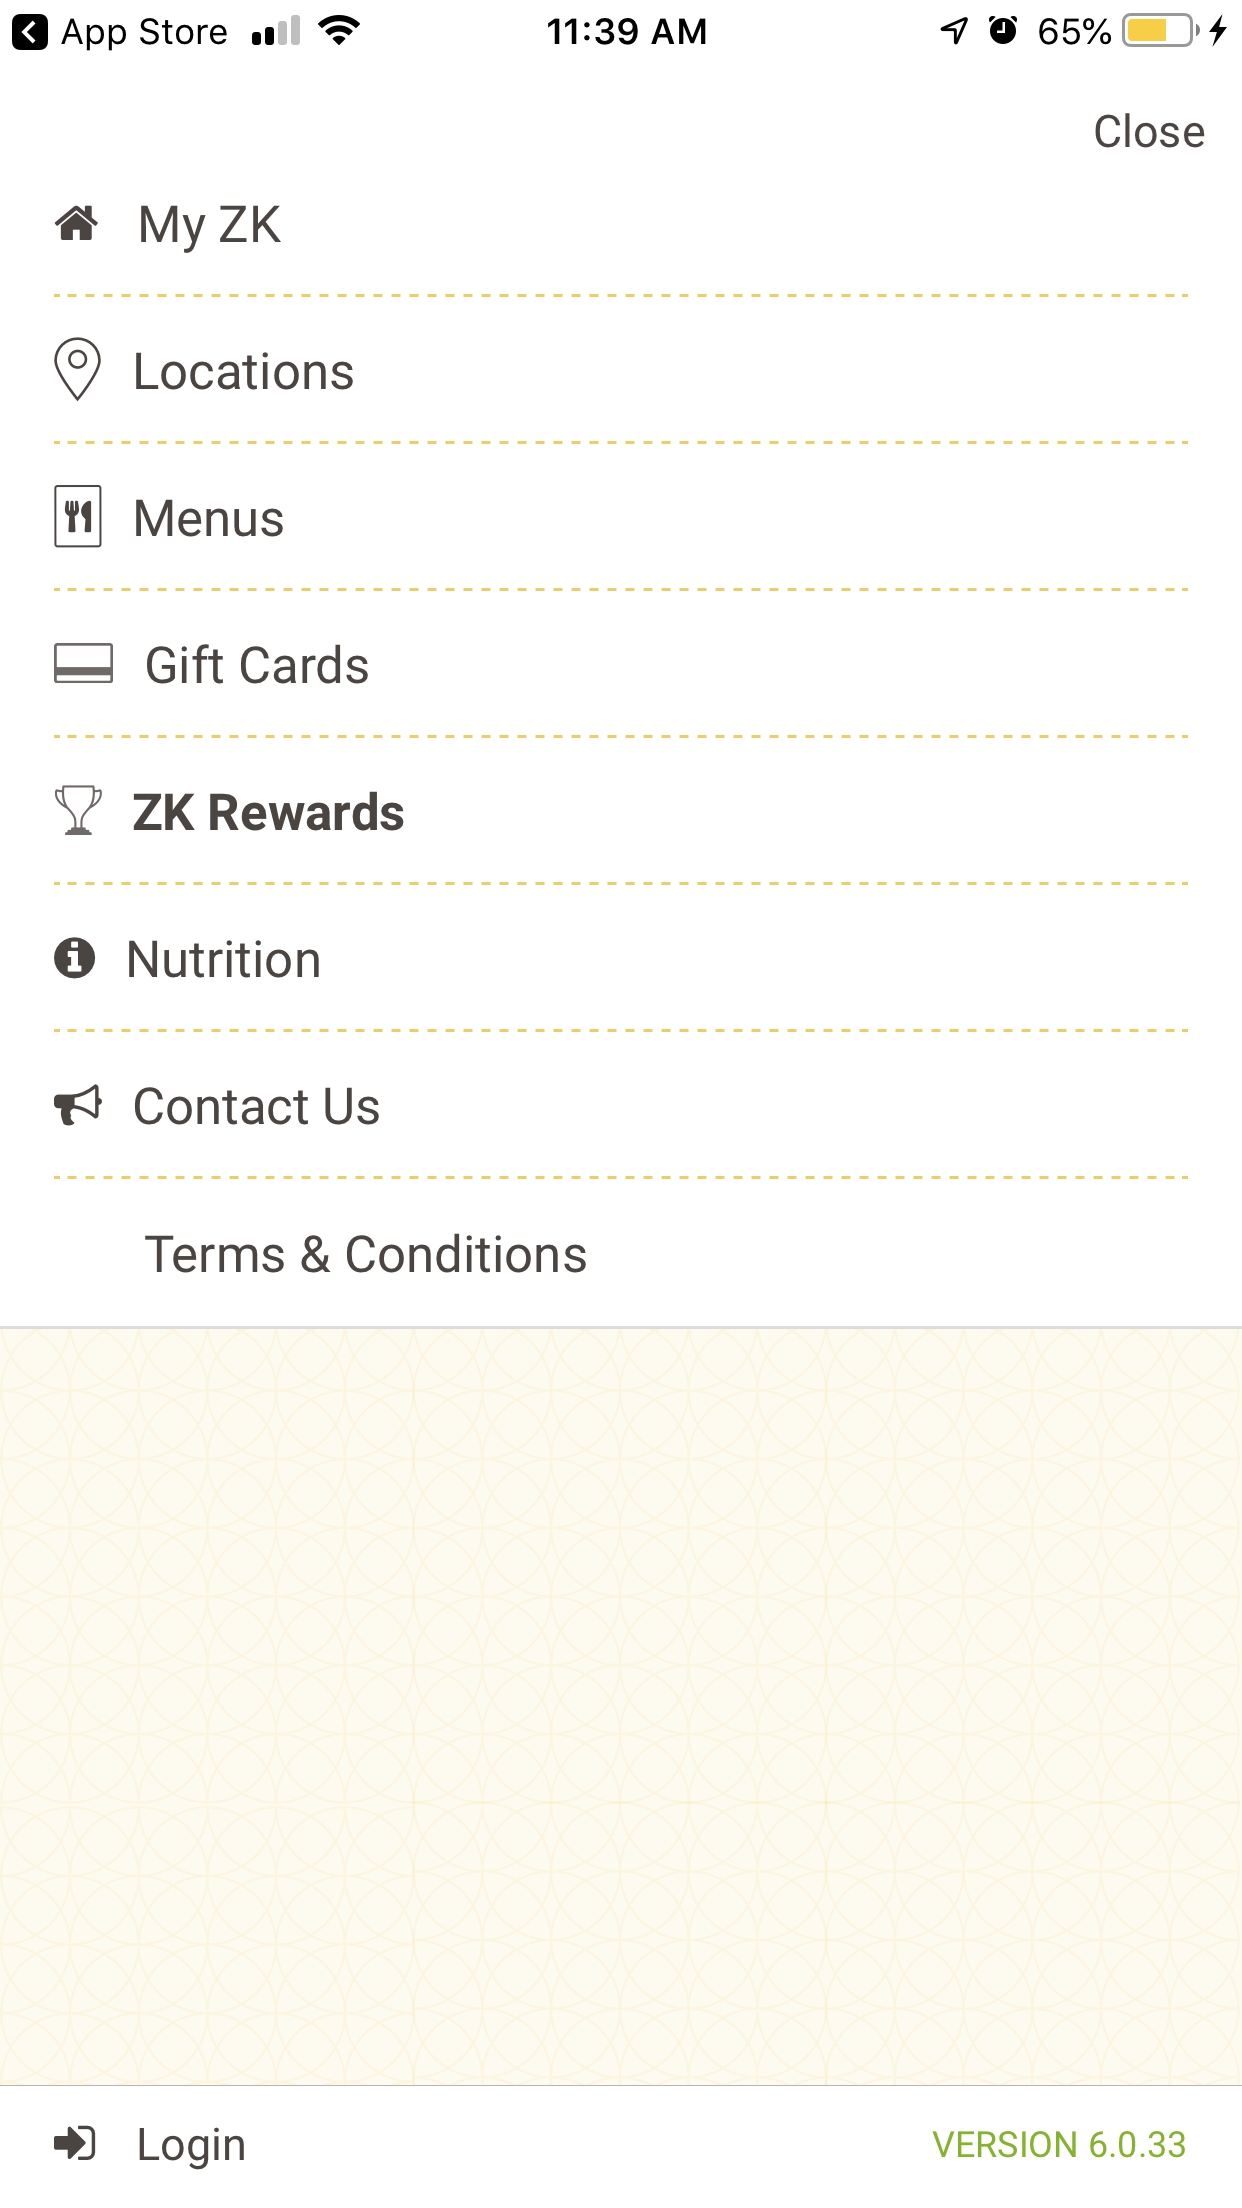 App Store 11:39 AM 65%
Close
My ZK
Locations
Menus
Gift Cards
ZK Rewards
Nutrition
Contact Us
Terms & Conditions
Login VERSION 6.0.33